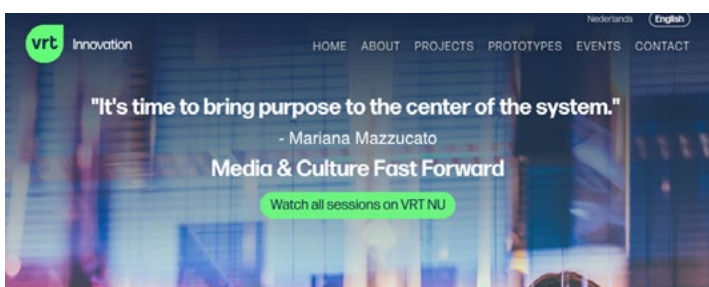 Nederlands English
vrt Innovation
HOME ABOUT PROJECTS PROTOTYPES EVENTS CONTACT
"It's time to bring purpose to the center of the system."
- Mariana Mazzucato
Media & Culture Fast Forward
Watch all sessions on VRT NU